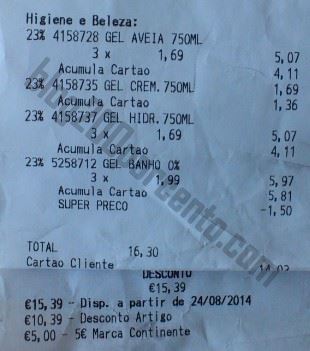 Higiene e Beleza:
23% 4158728 GEL AVEIA 750ML
3 x 1,69 5,07
Acumula Cartao 4,11
23% 4158735 GEL CREM.750ML 1,69
Acumula Cartao 1,36
23% 4158737 GEL HIDR.750ML
3 x 1,69 5,07
Acumula Cartao 4,11
23% 5258712 GEL BANHO 0%
3 x 1,99 5,97
Acumula Cartao 5,81
SUPER PRECO -1,50
TOTAL 16,30
Cartao Cliente 14,03
DESCONTO
€15,39
€15,39 - Disp. a partir de 24/08/2014
€10,39 - Desconto Artigo
€5,00 - 5€ Marca Continente